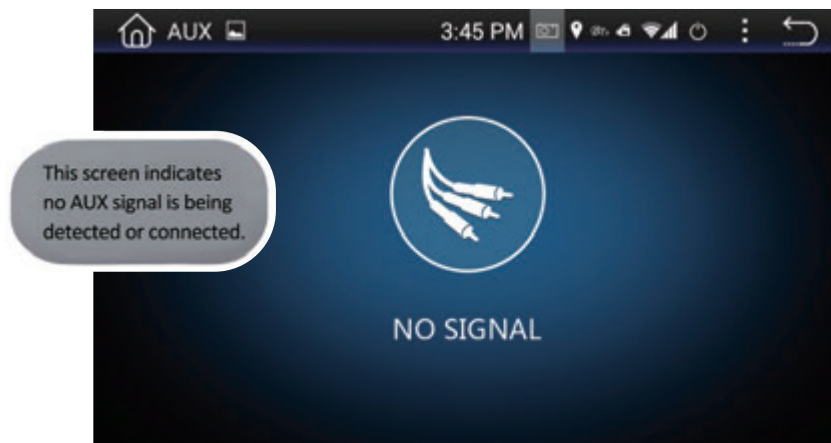 AUX
3:45 PM
This screen indicates
no AUX signal is being
detected or connected.
NO SIGNAL